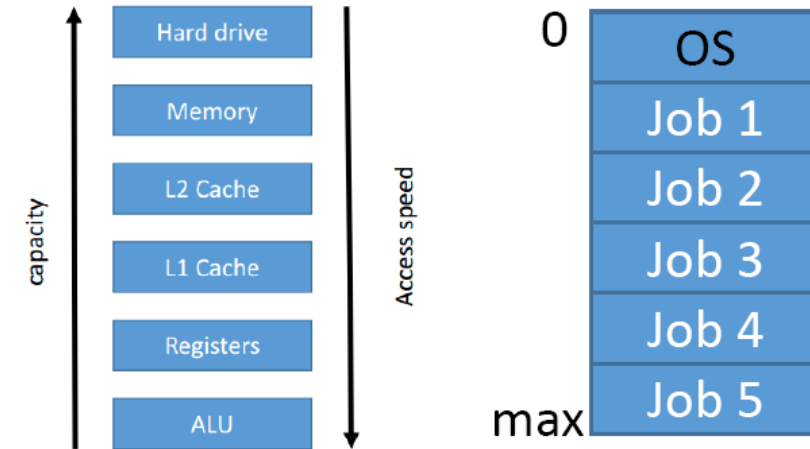 capacity
Hard drive
Memory
L2 Cache
L1 Cache
Registers
ALU
Access speed
0
OS
Job 1
Job 2
Job 3
Job 4
Job 5
max